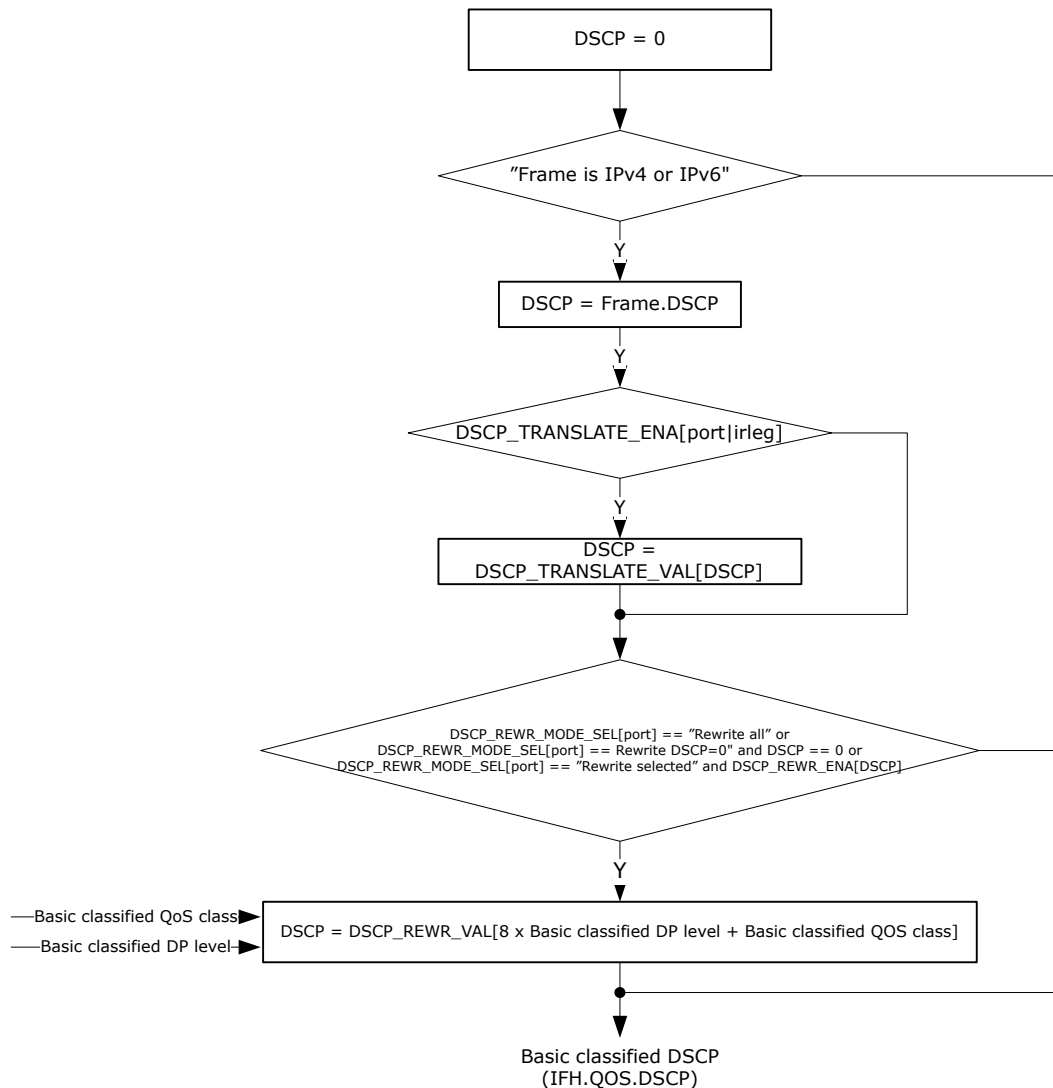 DSCP = 0
”Frame is IPv4 or IPv6"
Y
DSCP = Frame.DSCP
Y
DSCP_TRANSLATE_ENA[port|irleg]
Y
DSCP =
DSCP_TRANSLATE_VAL[DSCP]
DSCP_REWR_MODE_SEL[port] == ”Rewrite all” or
DSCP_REWR_MODE_SEL[port] == Rewrite DSCP=0" and DSCP == 0 or
DSCP_REWR_MODE_SEL[port] == ”Rewrite selected” and DSCP_REWR_ENA[DSCP]
Y
Basic classified QoS class
Basic classified DP level
DSCP = DSCP_REWR_VAL[8 x Basic classified DP level + Basic classified QOS class]
Basic classified DSCP
(IFH.QOS.DSCP)